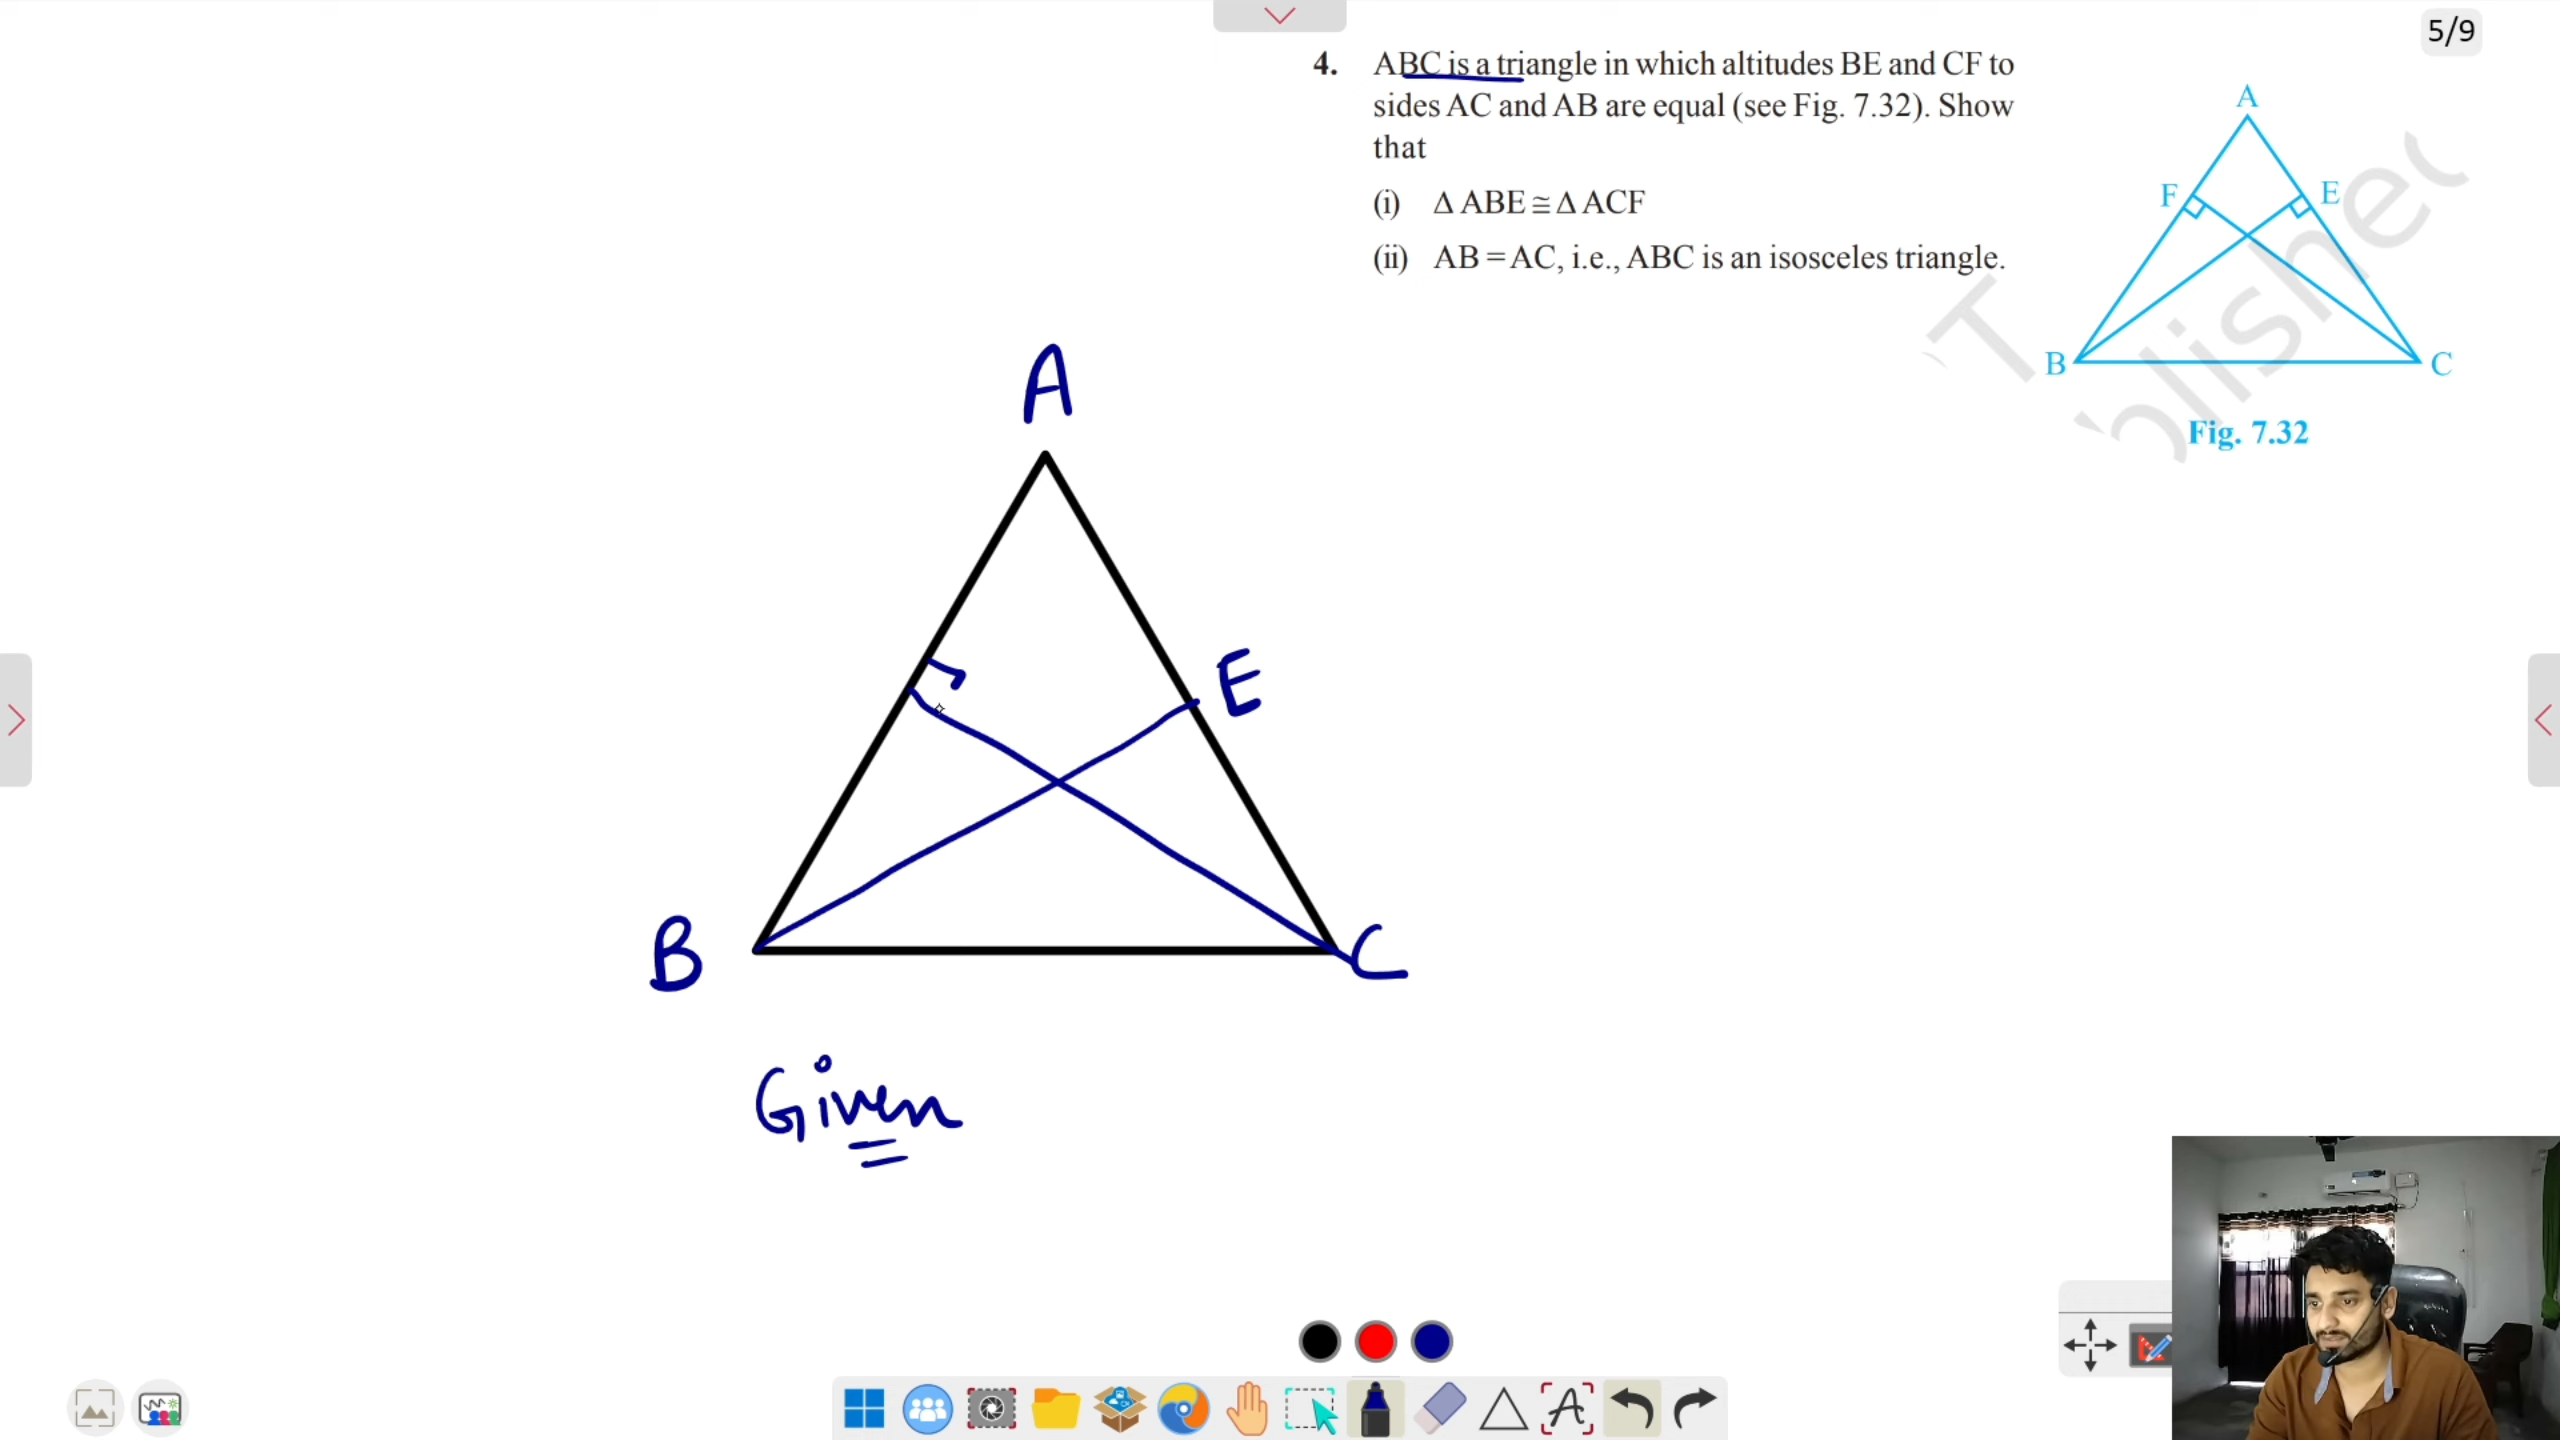 5/9
4. ABC is a triangle in which altitudes BE and CF to
sides AC and AB are equal (see Fig. 7.32). Show
that
(i) Δ ABE ≅ Δ ACF
(ii) AB = AC, i.e., ABC is an isosceles triangle.
A
F
E
B
C
Fig. 7.32
A
E
B
C
Given